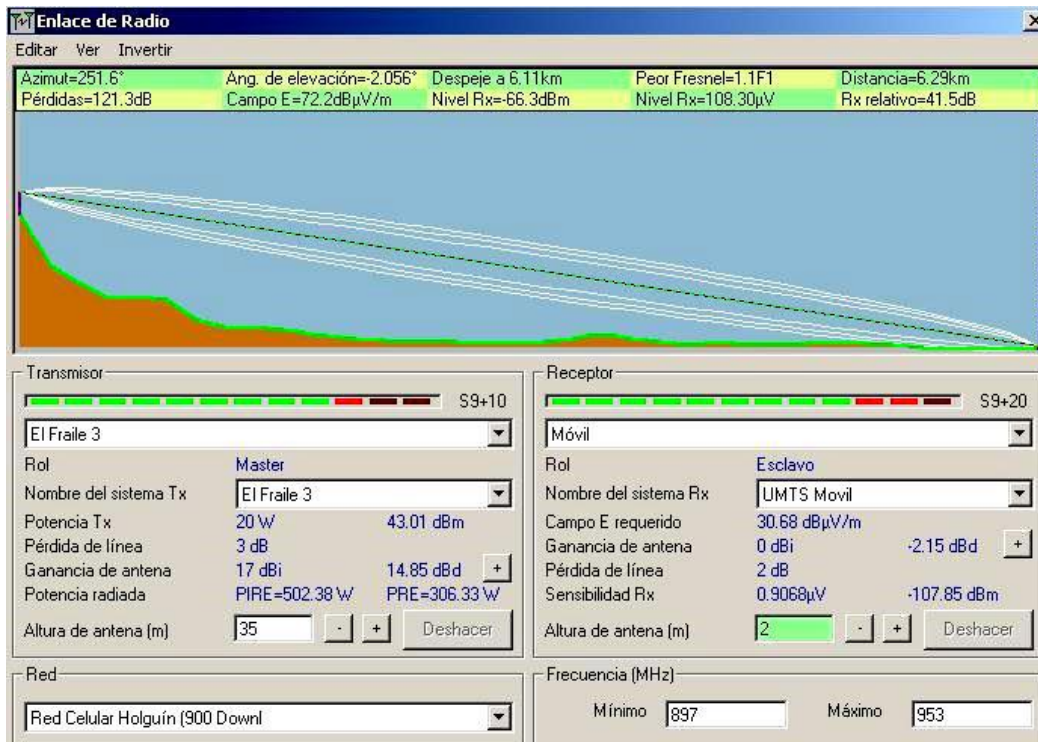 Enlace de Radio
Editar Ver Invertir
Azimut=251.6° Ang. de elevación=-2.056° Despeje a 6.11km Peor Fresnel=1.1F1 Distancia=6.29km
Pérdidas=121.3dB Campo E=72.2dBµV/m Nivel Rx=-66.3dBm Nivel Rx=108.30µV Rx relativo=41.5dB
Transmisor
S9+10
El Fraile 3
Rol Master
Nombre del sistema Tx El Fraile 3
Potencia Tx 20 W 43.01 dBm
Pérdida de línea 3 dB
Ganancia de antena 17 dBi 14.85 dBd +
Potencia radiada PIRE=502.38 W PRE=306.33 W
Altura de antena (m) 35 - + Deshacer
Receptor
S9+20
Móvil
Rol Esclavo
Nombre del sistema Rx UMTS Movil
Campo E requerido 30.68 dBµV/m
Ganancia de antena 0 dBi -2.15 dBd +
Pérdida de línea 2 dB
Sensibilidad Rx 0.9068µV -107.85 dBm
Altura de antena (m) 2 - + Deshacer
Red
Red Celular Holguín (900 Downl
Frecuencia (MHz)
Mínimo 897 Máximo 953